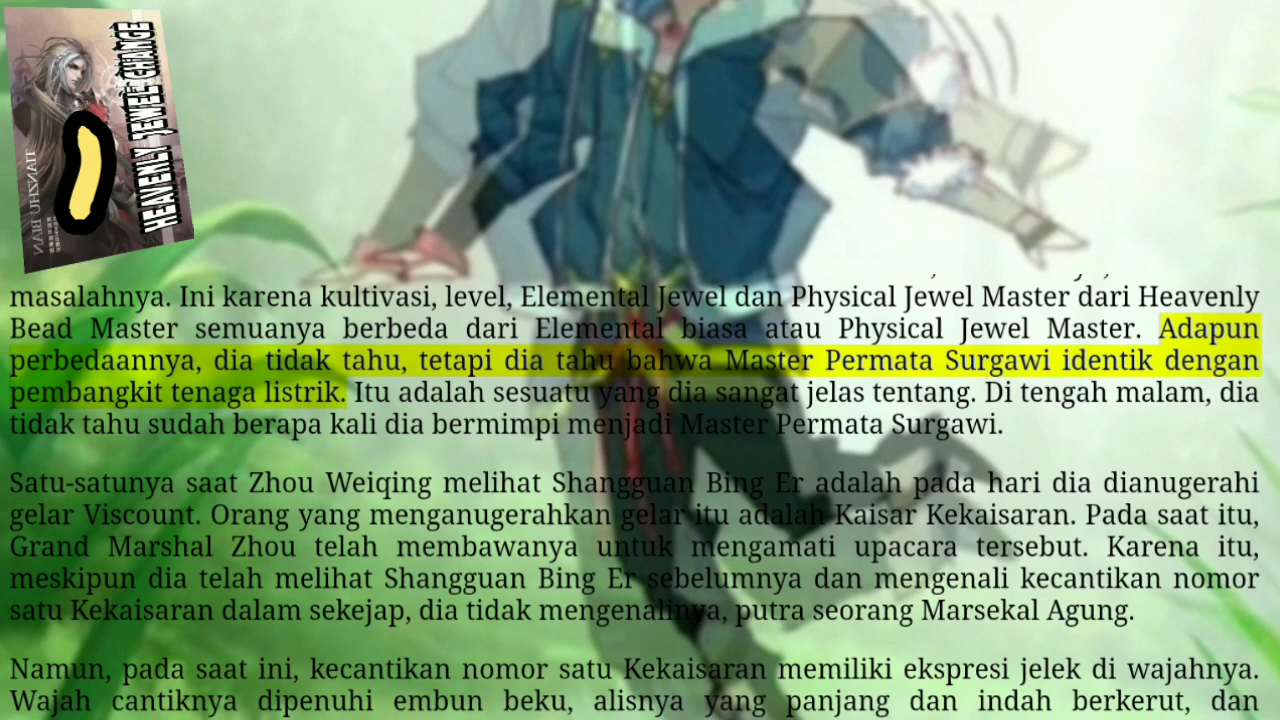 HEAVENLY JEWEL CHANGE
TIANZHU BIAN
masalahnya. Ini karena kultivasi, level, Elemental Jewel dan Physical Jewel Master dari Heavenly
Bead Master semuanya berbeda dari Elemental biasa atau Physical Jewel Master. Adapun
perbedaannya, dia tidak tahu, tetapi dia tahu bahwa Master Permata Surgawi identik dengan
pembangkit tenaga listrik. Itu adalah sesuatu yang dia sangat jelas tentang. Di tengah malam, dia
tidak tahu sudah berapa kali dia bermimpi menjadi Master Permata Surgawi.
Satu-satunya saat Zhou Weiqing melihat Shangguan Bing Er adalah pada hari dia dianugerahi
gelar Viscount. Orang yang menganugerahkan gelar itu adalah Kaisar Kekaisaran. Pada saat itu,
Grand Marshal Zhou telah membawanya untuk mengamati upacara tersebut. Karena itu,
meskipun dia telah melihat Shangguan Bing Er sebelumnya dan mengenali kecantikan nomor
satu Kekaisaran dalam sekejap, dia tidak mengenalinya, putra seorang Marsekal Agung.
Namun, pada saat ini, kecantikan nomor satu Kekaisaran memiliki ekspresi jelek di wajahnya.
Wajah cantiknya dipenuhi embun beku, alisnya yang panjang dan indah berkerut, dan